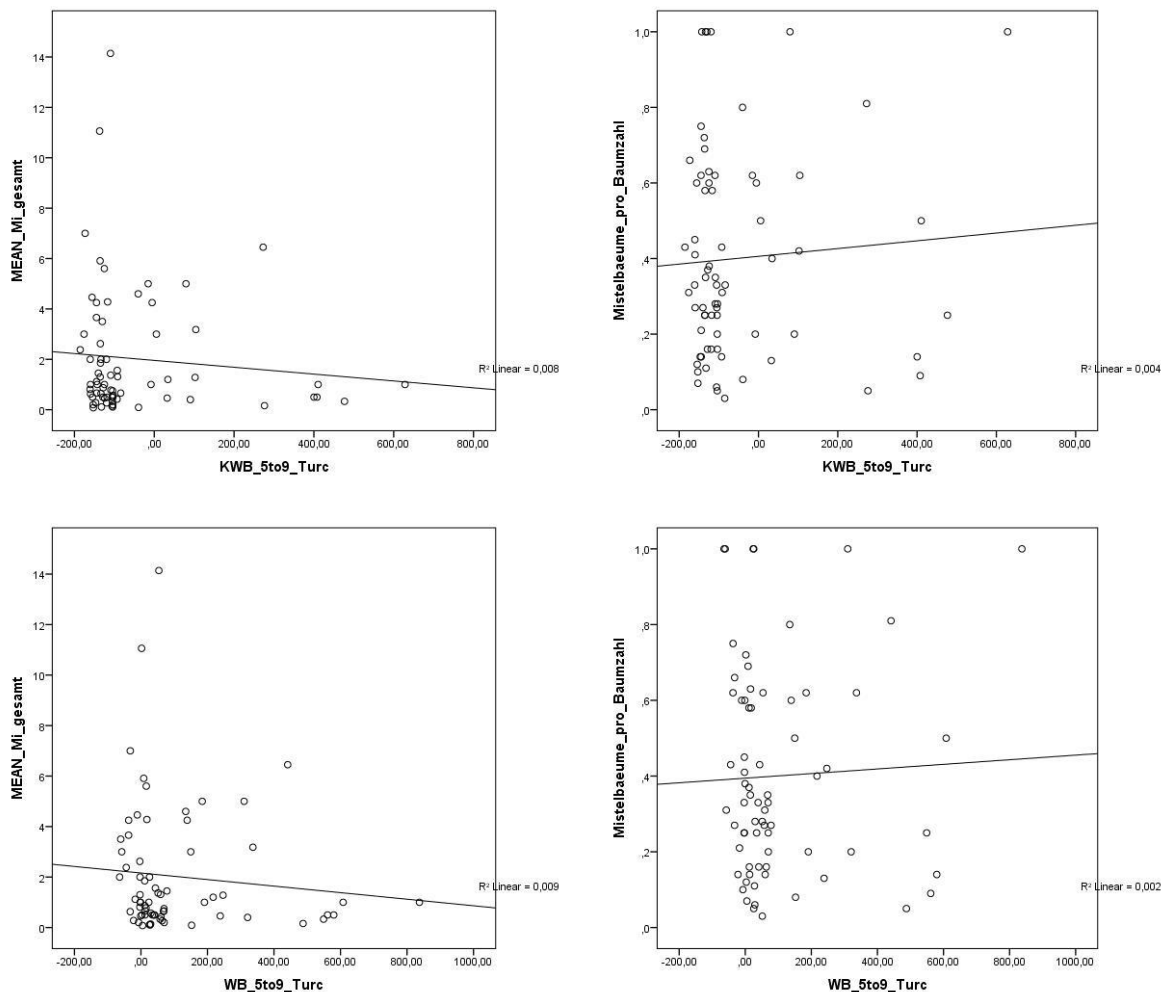 14
12
10
8
6
4
2
0
MEAN_Mi_gesamt
R² Linear = 0,008
-200,00 ,00 200,00 400,00 600,00 800,00
KWB_5to9_Turc
1,0
,8
,6
,4
,2
,0
Mistelbaeume_pro_Baumzahl
R² Linear = 0,004
-200,00 ,00 200,00 400,00 600,00 800,00
KWB_5to9_Turc
14
12
10
8
6
4
2
0
MEAN_Mi_gesamt
R² Linear = 0,009
-200,00 ,00 200,00 400,00 600,00 800,00 1000,00
WB_5to9_Turc
1,0
,8
,6
,4
,2
,0
Mistelbaeume_pro_Baumzahl
R² Linear = 0,002
-200,00 ,00 200,00 400,00 600,00 800,00 1000,00
WB_5to9_Turc